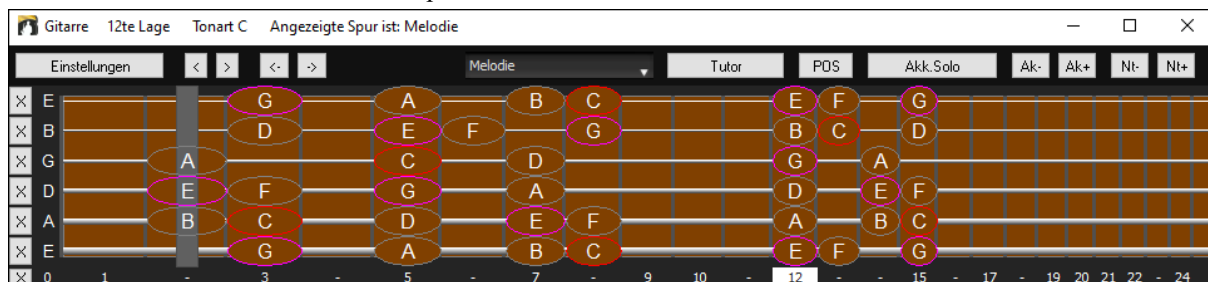 Gitarre 12te Lage Tonart C Angezeigte Spur ist: Melodie
Einstellungen < > <- -> Melodie Tutor POS Akk.Solo Ak- Ak+ Nt- Nt+
X E G A B C E F G
X B D E F G B C D
X G A C D G A
X D E F G A D E F
X A B C D E F A B C
X E G A B C E F G
X 0 1 - 3 - 5 - 7 - 9 10 - 12 - - 15 - 17 - 19 20 21 22 - 24